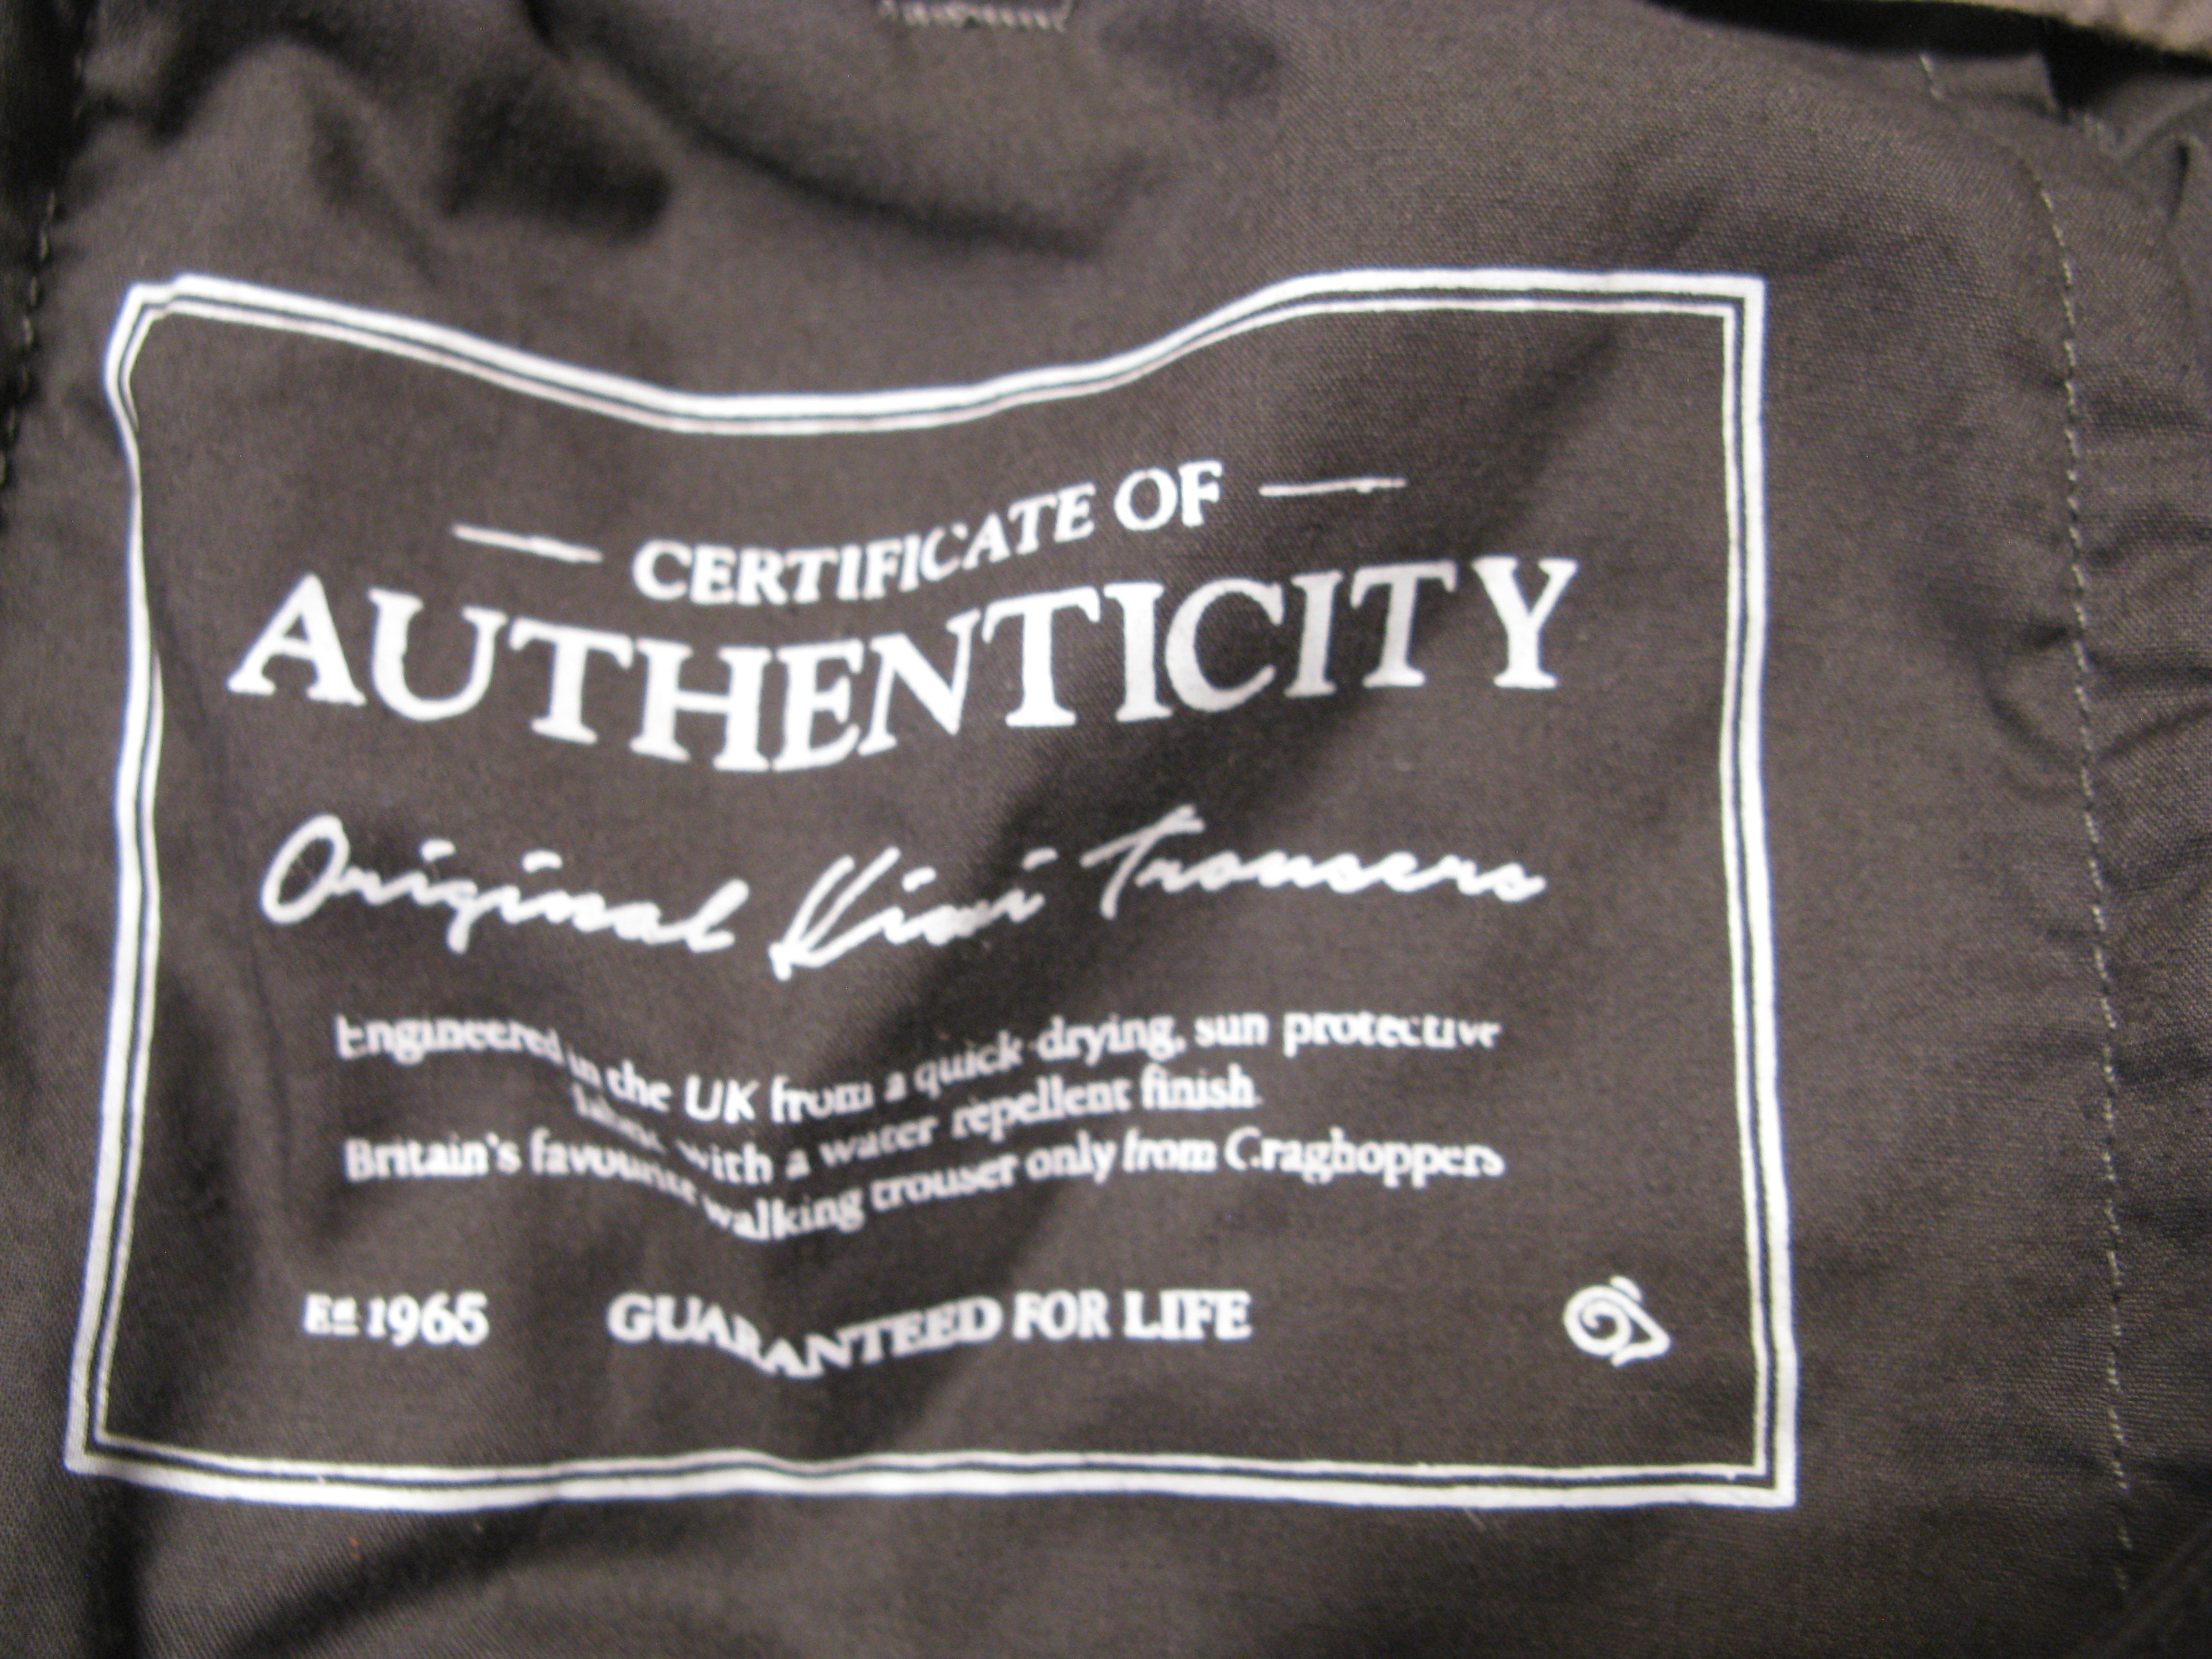 CERTIFICATE OF
AUTHENTICITY
Original Kiwi Trousers
Engineered in the UK from a quick drying, sun protective
fabric with a water repellent finish.
Britain's favourite walking trouser only from Craghoppers
Est 1965 GUARANTEED FOR LIFE